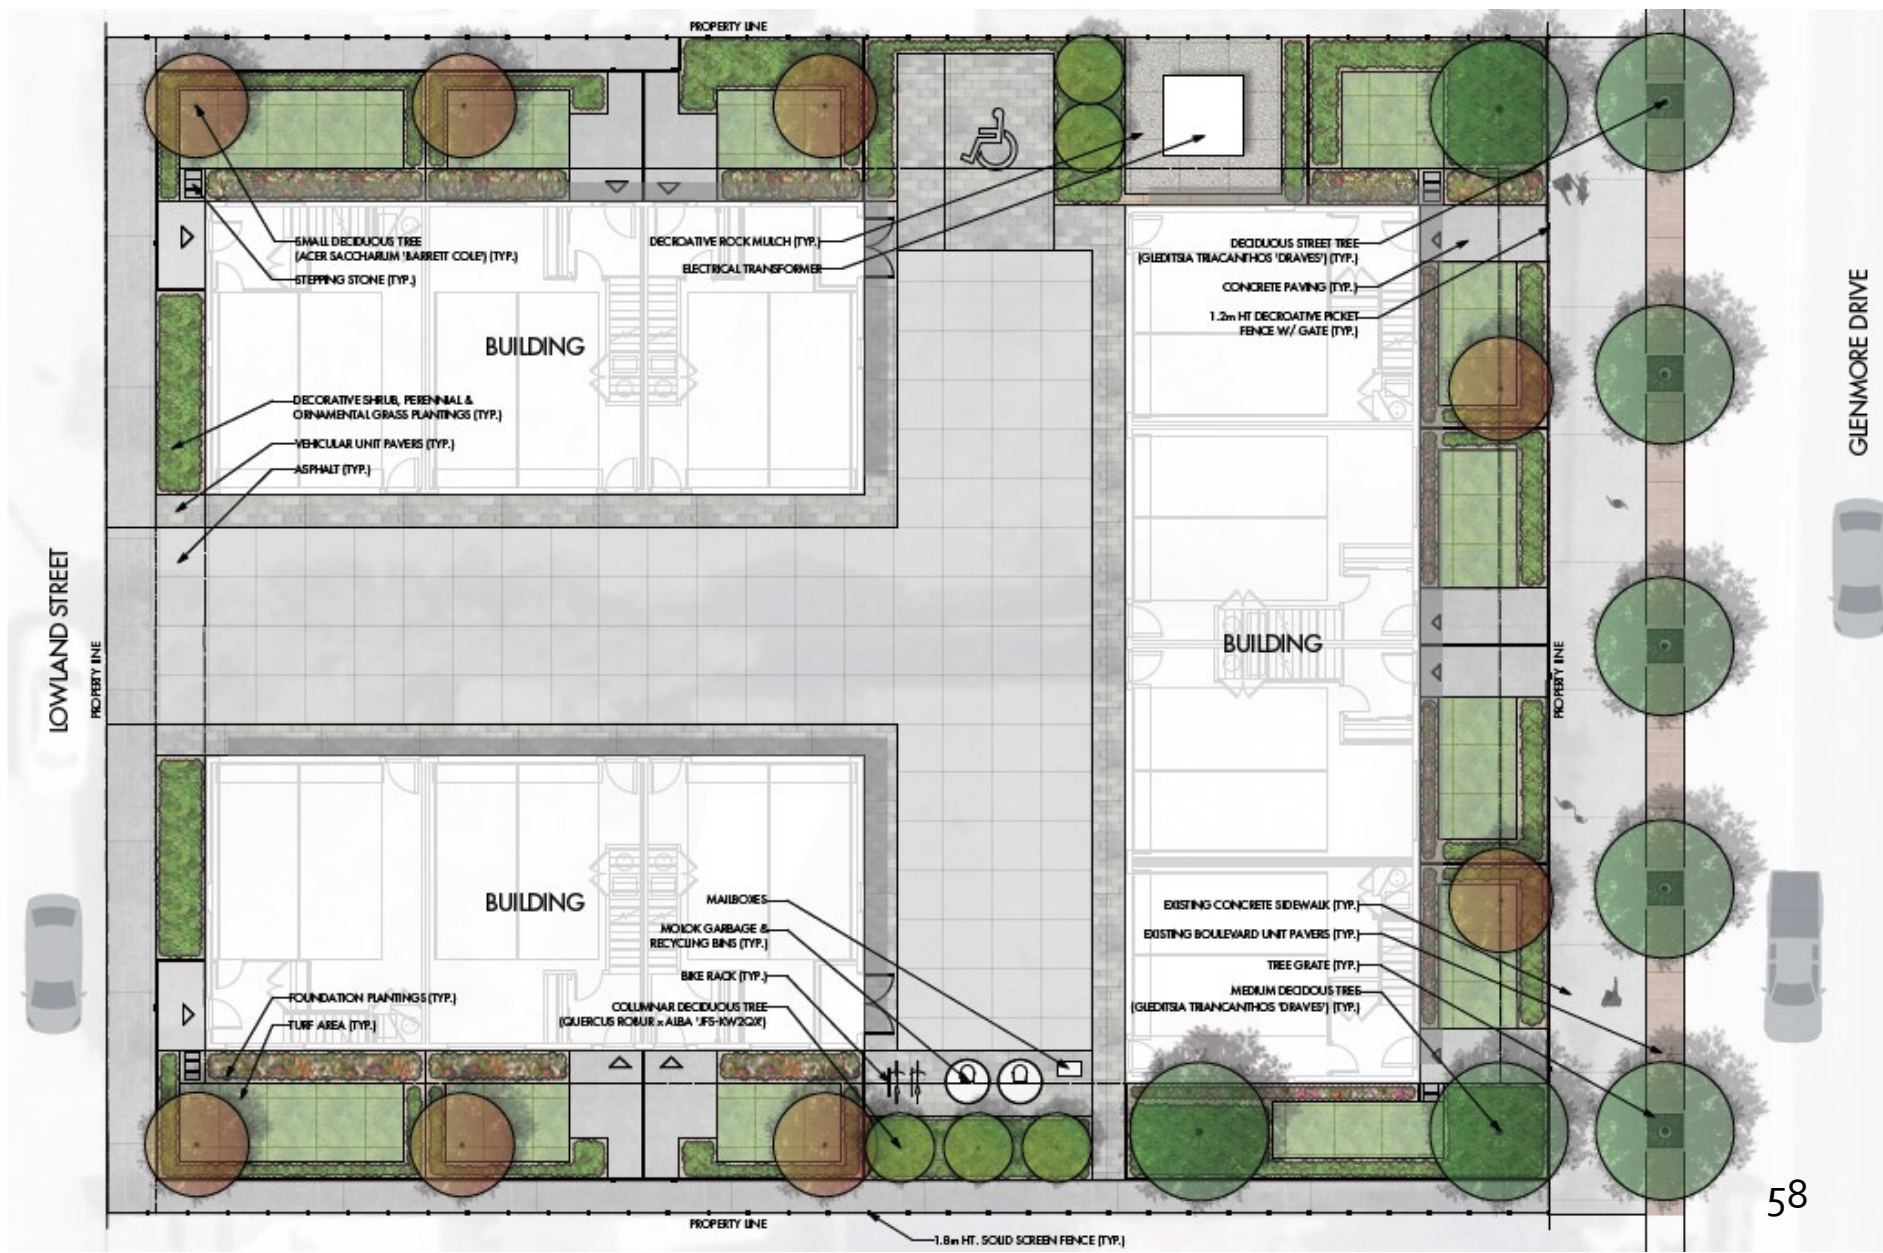 PROPERTY LINE
SMALL DECIDUOUS TREE
(ACER SACCHARUM 'BARRETT COLE') (TYP.)
STEPPING STONE (TYP.)
DECROATIVE ROCK MULCH (TYP.)
ELECTRICAL TRANSFORMER
DECIDUOUS STREET TREE
(GLEDITSIA TRIACANTHOS 'DRAVES') (TYP.)
CONCRETE PAVING (TYP.)
1.2m HT DECROATIVE PICKET
FENCE W/ GATE (TYP.)
BUILDING
DECORATIVE SHRUB, PERENNIAL &
ORNAMENTAL GRASS PLANTINGS (TYP.)
VEHICULAR UNIT PAVERS (TYP.)
ASPHALT (TYP.)
GLENMORE DRIVE
LOWLAND STREET
PROPERTY LINE
BUILDING
PROPERTY LINE
BUILDING
MAILBOXES
MOLOK GARBAGE &
RECYCLING BINS (TYP.)
BIKE RACK (TYP.)
COLUMNAR DECIDUOUS TREE
(QUERCUS ROBUR x ALBA 'JFS-KW2QX')
FOUNDATION PLANTINGS (TYP.)
TURF AREA (TYP.)
EXISTING CONCRETE SIDEWALK (TYP.)
EXISTING BOULEVARD UNIT PAVERS (TYP.)
TREE GRATE (TYP.)
MEDIUM DECIDOUS TREE
(GLEDITSIA TRIANCANTHOS 'DRAVES') (TYP.)
58
PROPERTY LINE
1.8m HT. SOLID SCREEN FENCE (TYP.)